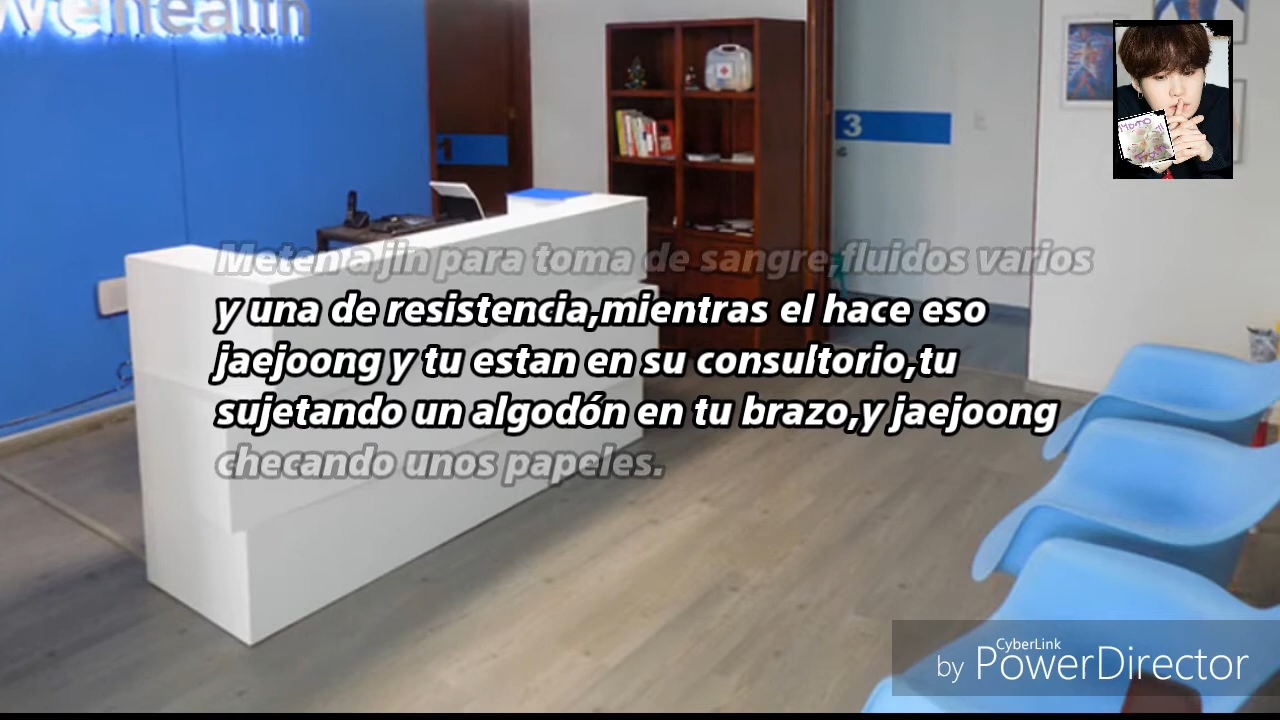 wehealth
3
Meten a jin para toma de sangre,fluidos varios
y una de resistencia,mientras el hace eso
jaejoong y tu estan en su consultorio,tu
sujetando un algodón en tu brazo,y jaejoong
checando unos papeles.
CyberLink
by PowerDirector